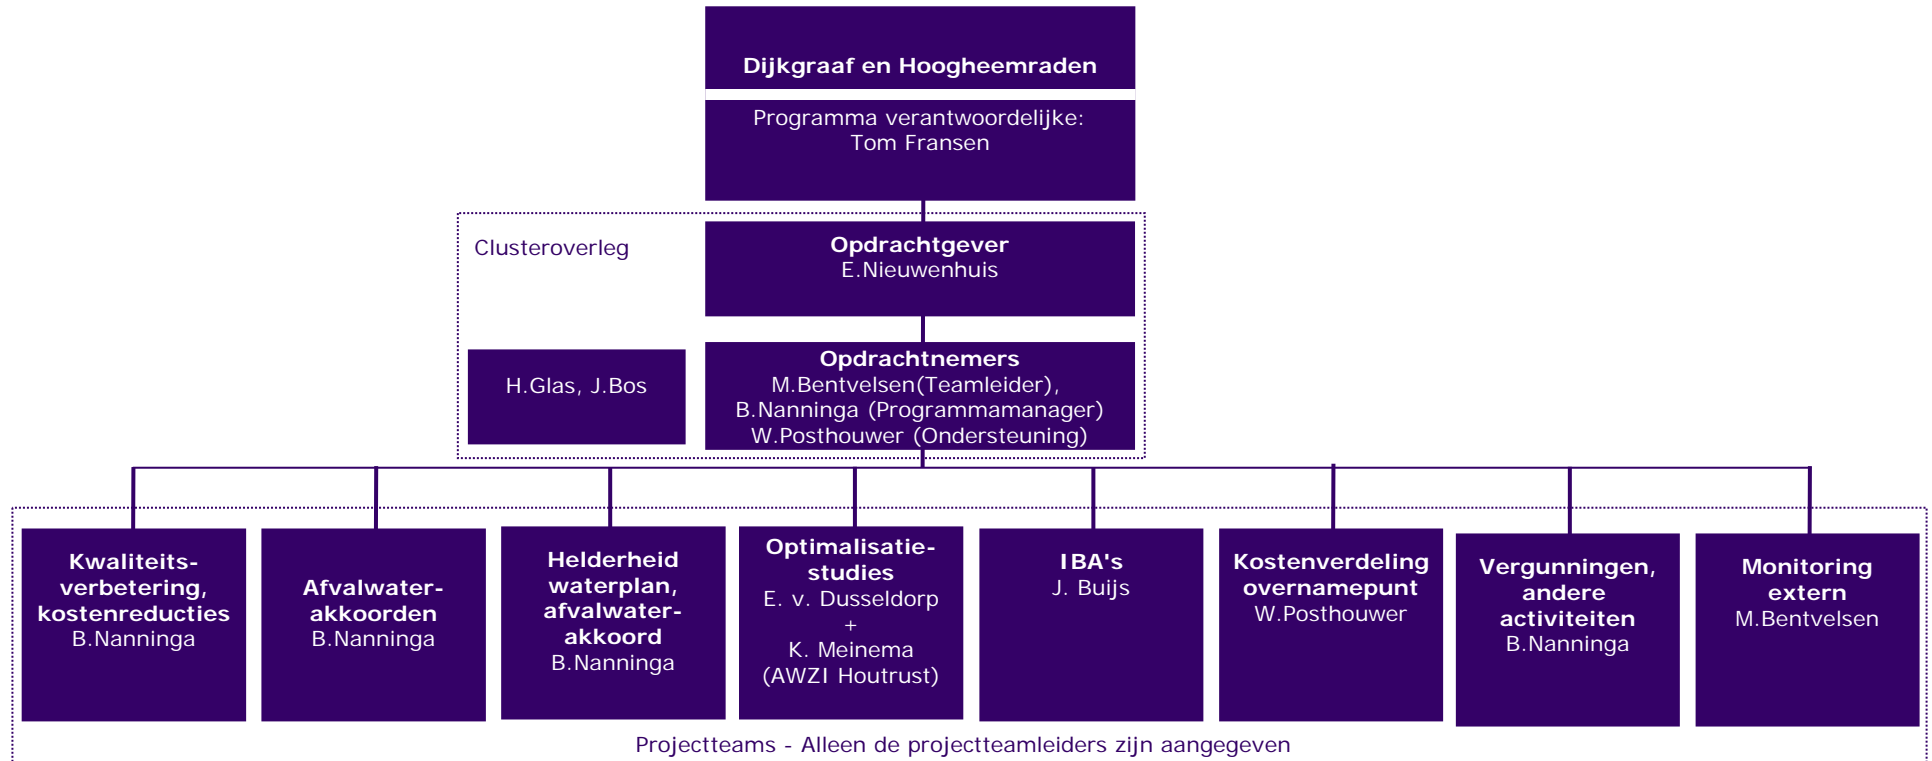 Dijkgraaf en Hoogheemraden
Programma verantwoordelijke:
Tom Fransen
Clusteroverleg
Opdrachtgever
E.Nieuwenhuis
H.Glas, J.Bos
Opdrachtnemers
M.Bentvelsen(Teamleider),
B.Nanninga (Programmamanager)
W.Posthouwer (Ondersteuning)
Kwaliteits-
verbetering,
kostenreducties
B.Nanninga
Afvalwater-
akkoorden
B.Nanninga
Helderheid
waterplan,
afvalwater-
akkoord
B.Nanninga
Optimalisatie-
studies
E. v. Dusseldorp
+
K. Meinema
(AWZI Houtrust)
IBA's
J. Buijs
Kostenverdeling
overnamepunt
W.Posthouwer
Vergunningen,
andere
activiteiten
B.Nanninga
Monitoring
extern
M.Bentvelsen
Projectteams - Alleen de projectteamleiders zijn aangegeven